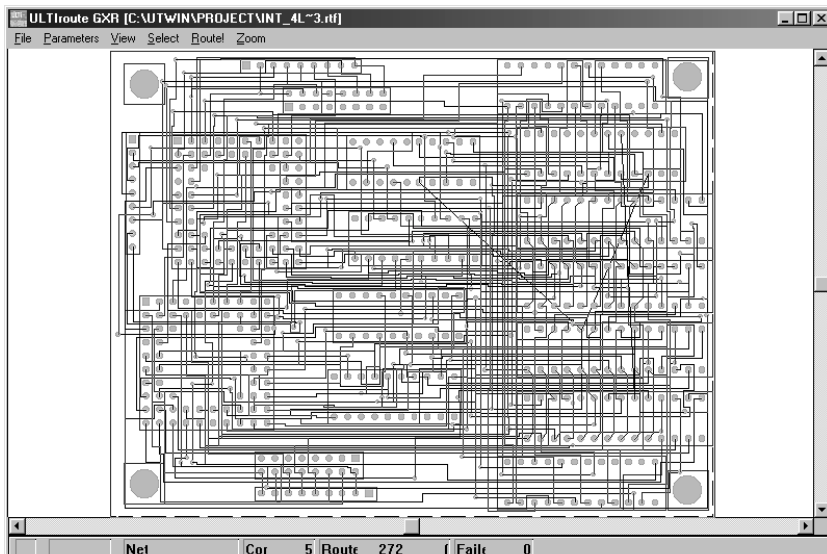 ULTIroute GXR [C:\UTWIN\PROJECT\INT_4L~3.rtf]
File Parameters View Select Route! Zoom
Net Cor 5 Route 272 ( Faile 0